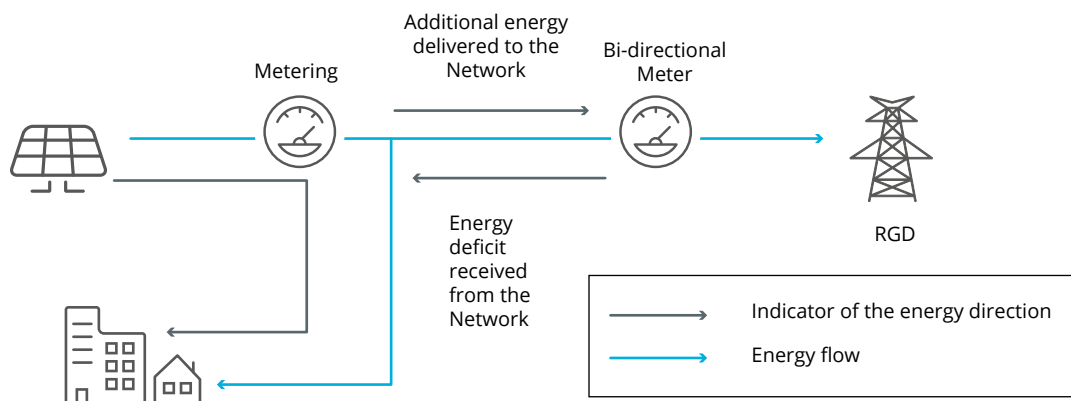 Additional energy
delivered to the
Network
Bi-directional
Meter
Metering
RGD
Energy
deficit
received
from the
Network
Indicator of the energy direction
Energy flow